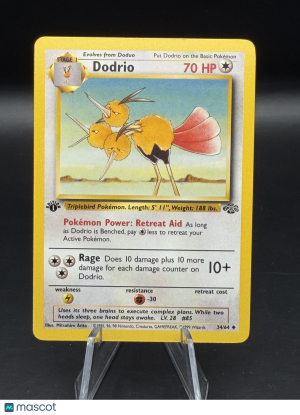 Evolves from Doduo Put Dodrio on the Basic Pokémon
STAGE 1
Dodrio 70 HP
Triplebird Pokémon. Length: 5' 11", Weight: 188 lbs.
Pokémon Power: Retreat Aid As long
as Dodrio is Benched, pay less to retreat your
Active Pokémon.
Rage Does 10 damage plus 10 more
damage for each damage counter on
Dodrio.
10+
weakness resistance retreat cost
-30
Uses its three brains to execute complex plans. While two
heads sleep, one head stays awake. LV. 28 #85
Illus. Mitsuhiro Arita 34/64
mascot